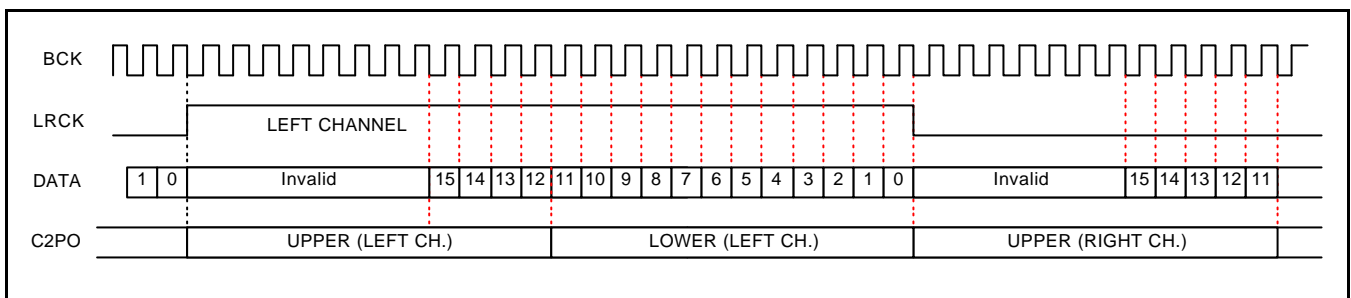 BCK
LRCK LEFT CHANNEL
DATA 1 0 Invalid 15 14 13 12 11 10 9 8 7 6 5 4 3 2 1 0 Invalid 15 14 13 12 11
C2PO UPPER (LEFT CH.) LOWER (LEFT CH.) UPPER (RIGHT CH.)